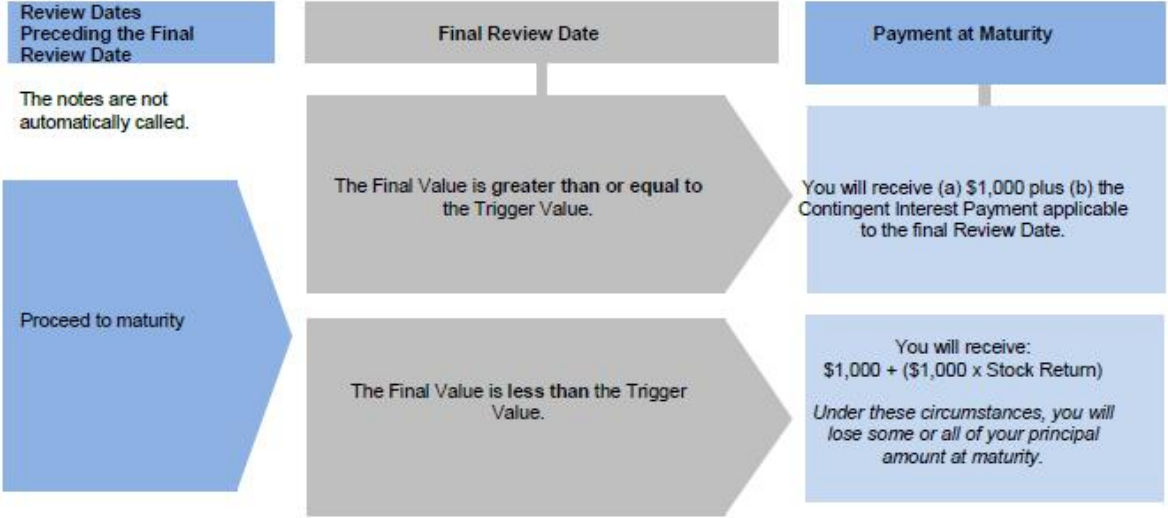 Review Dates
Preceding the Final
Review Date
The notes are not
automatically called.
Proceed to maturity
Final Review Date
The Final Value is greater than or equal to
the Trigger Value.
The Final Value is less than the Trigger
Value.
Payment at Maturity
You will receive (a) $1,000 plus (b) the
Contingent Interest Payment applicable
to the final Review Date.
You will receive:
$1,000 + ($1,000 x Stock Return)
Under these circumstances, you will
lose some or all of your principal
amount at maturity.